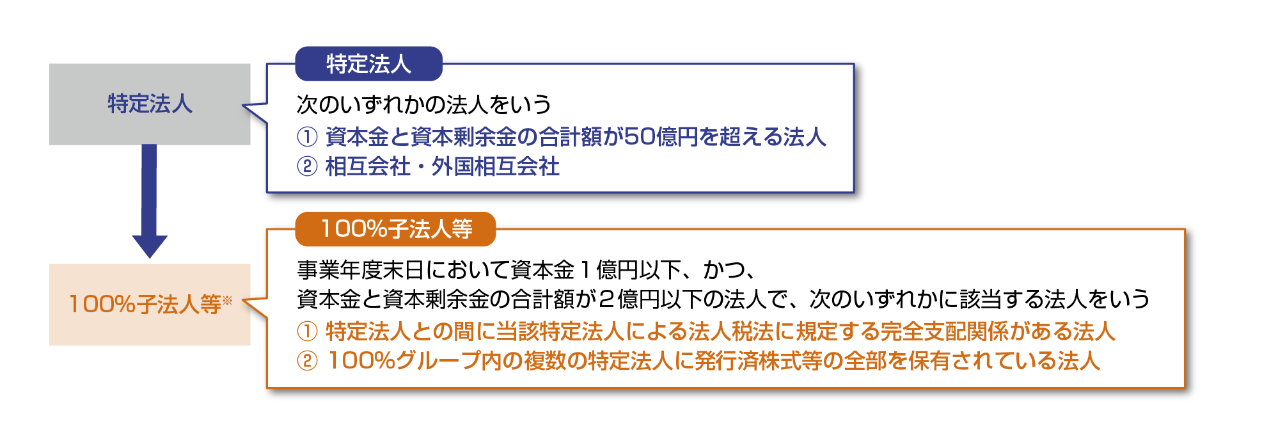 特定法人
特定法人
次のいずれかの法人をいう
① 資本金と資本剰余金の合計額が50億円を超える法人
② 相互会社・外国相互会社
100%子法人等※
100%子法人等
事業年度末日において資本金1億円以下、かつ、
資本金と資本剰余金の合計額が2億円以下の法人で、次のいずれかに該当する法人をいう
① 特定法人との間に当該特定法人による法人税法に規定する完全支配関係がある法人
② 100%グループ内の複数の特定法人に発行済株式等の全部を保有されている法人